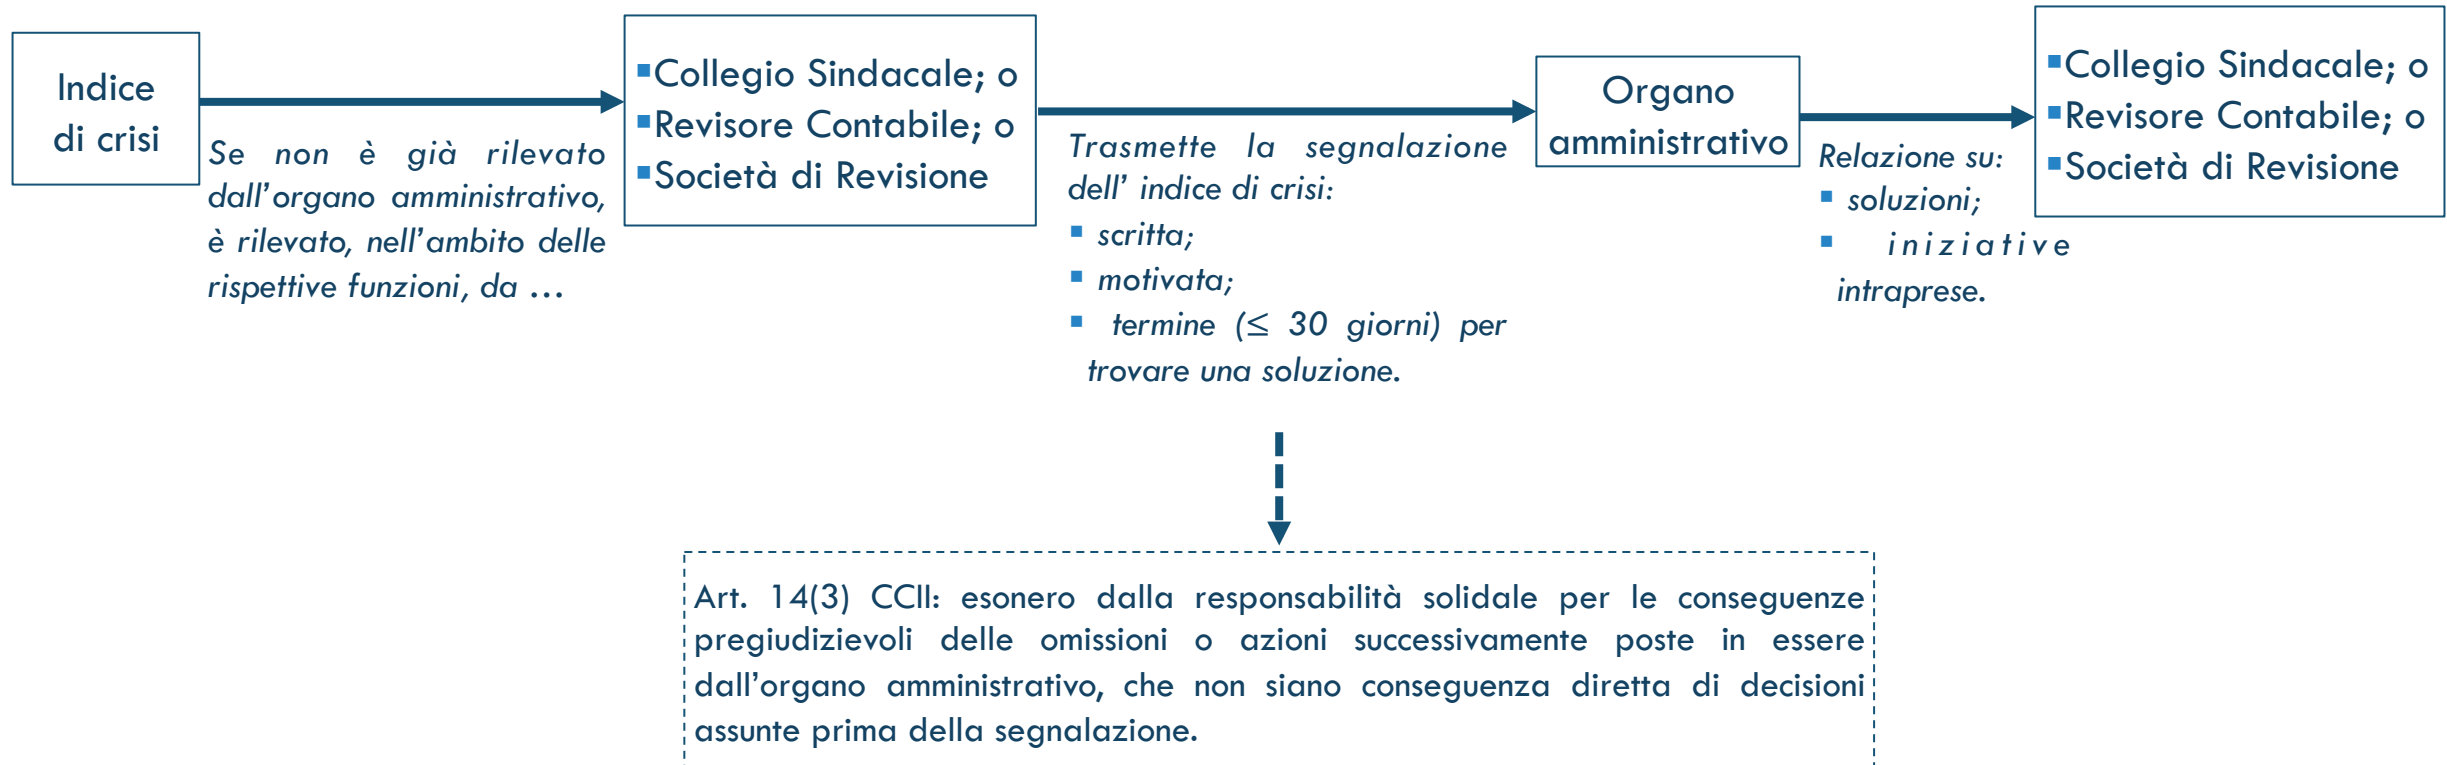 Indice
di crisi
Se non è già rilevato
dall'organo amministrativo,
è rilevato, nell'ambito delle
rispettive funzioni, da …
▪Collegio Sindacale; o
▪Revisore Contabile; o
▪Società di Revisione
Trasmette la segnalazione
dell' indice di crisi:
▪ scritta;
▪ motivata;
▪ termine (≤ 30 giorni) per
trovare una soluzione.
Organo
amministrativo
Relazione su:
▪ soluzioni;
▪ iniziative
intraprese.
▪Collegio Sindacale; o
▪Revisore Contabile; o
▪Società di Revisione
Art. 14(3) CCII: esonero dalla responsabilità solidale per le conseguenze
pregiudizievoli delle omissioni o azioni successivamente poste in essere
dall'organo amministrativo, che non siano conseguenza diretta di decisioni
assunte prima della segnalazione.